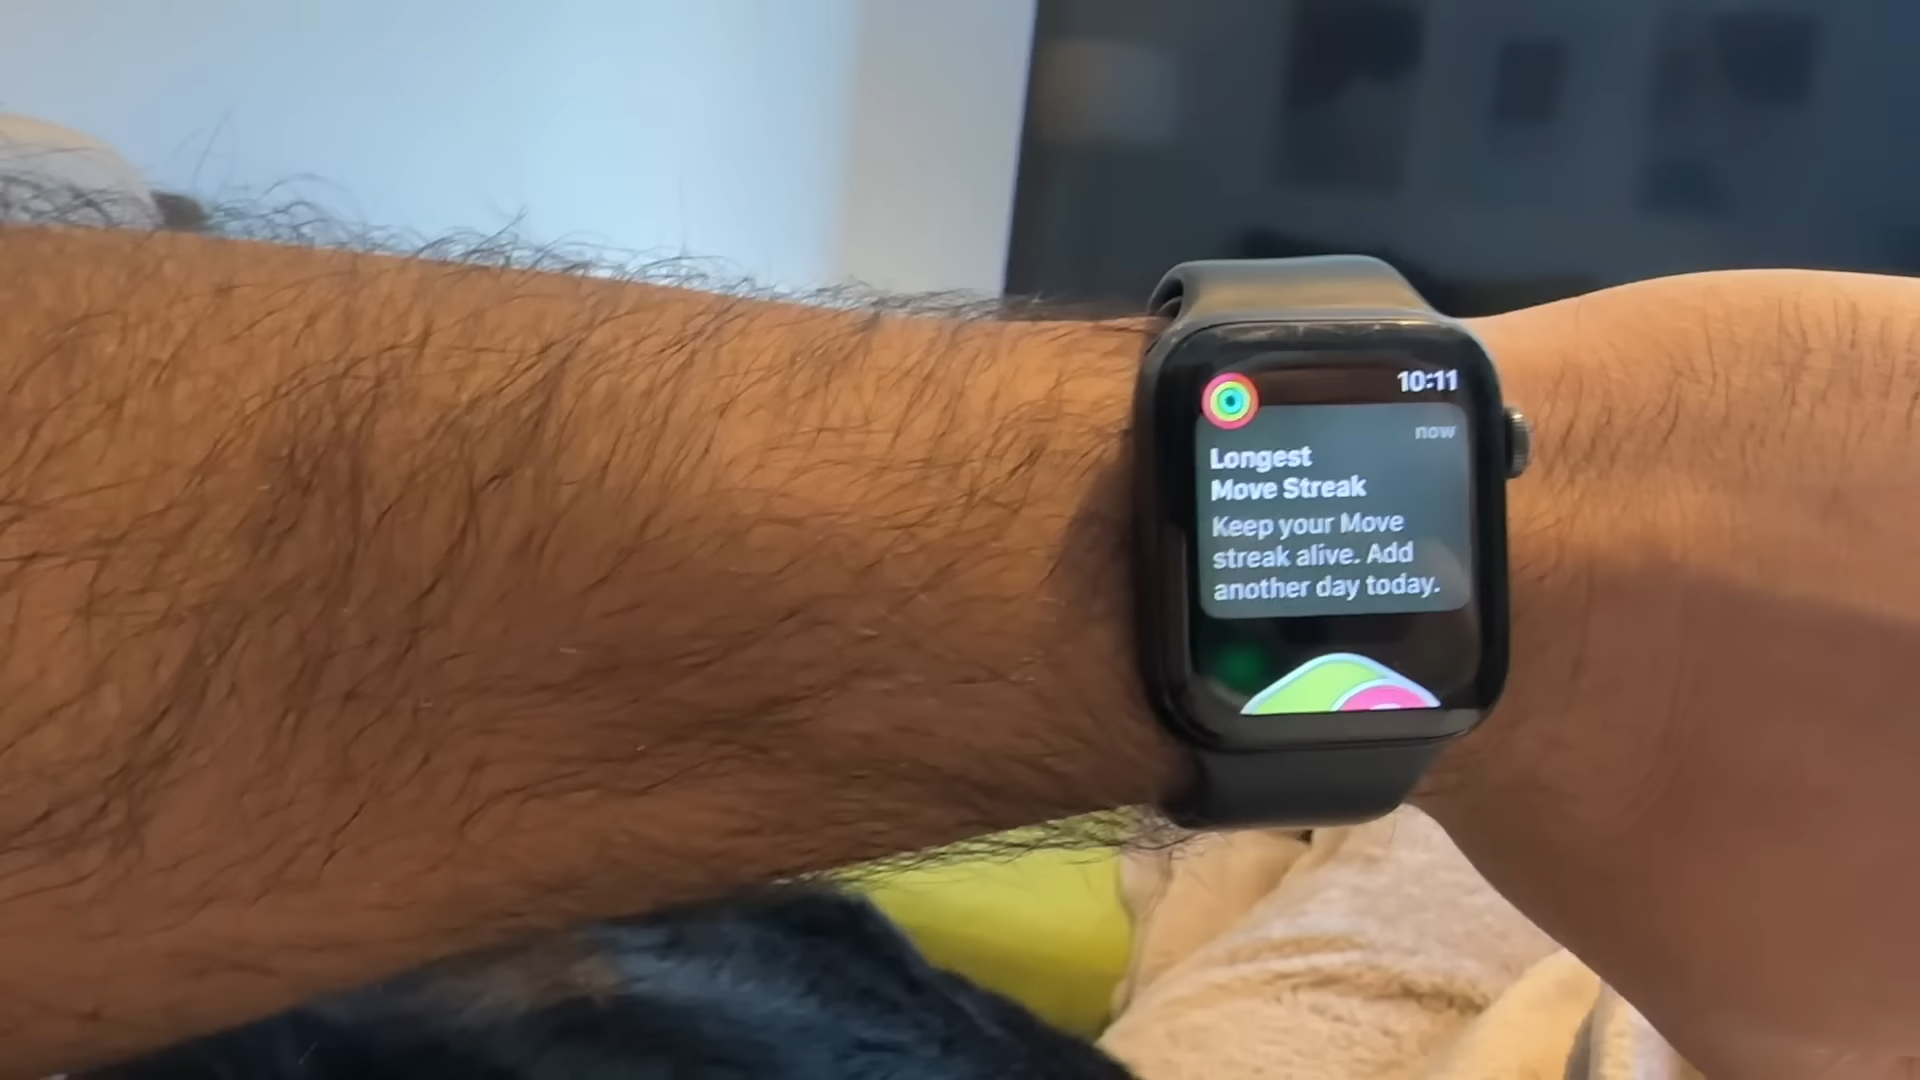 10:11
now
Longest
Move Streak
Keep your Move
streak alive. Add
another day today.